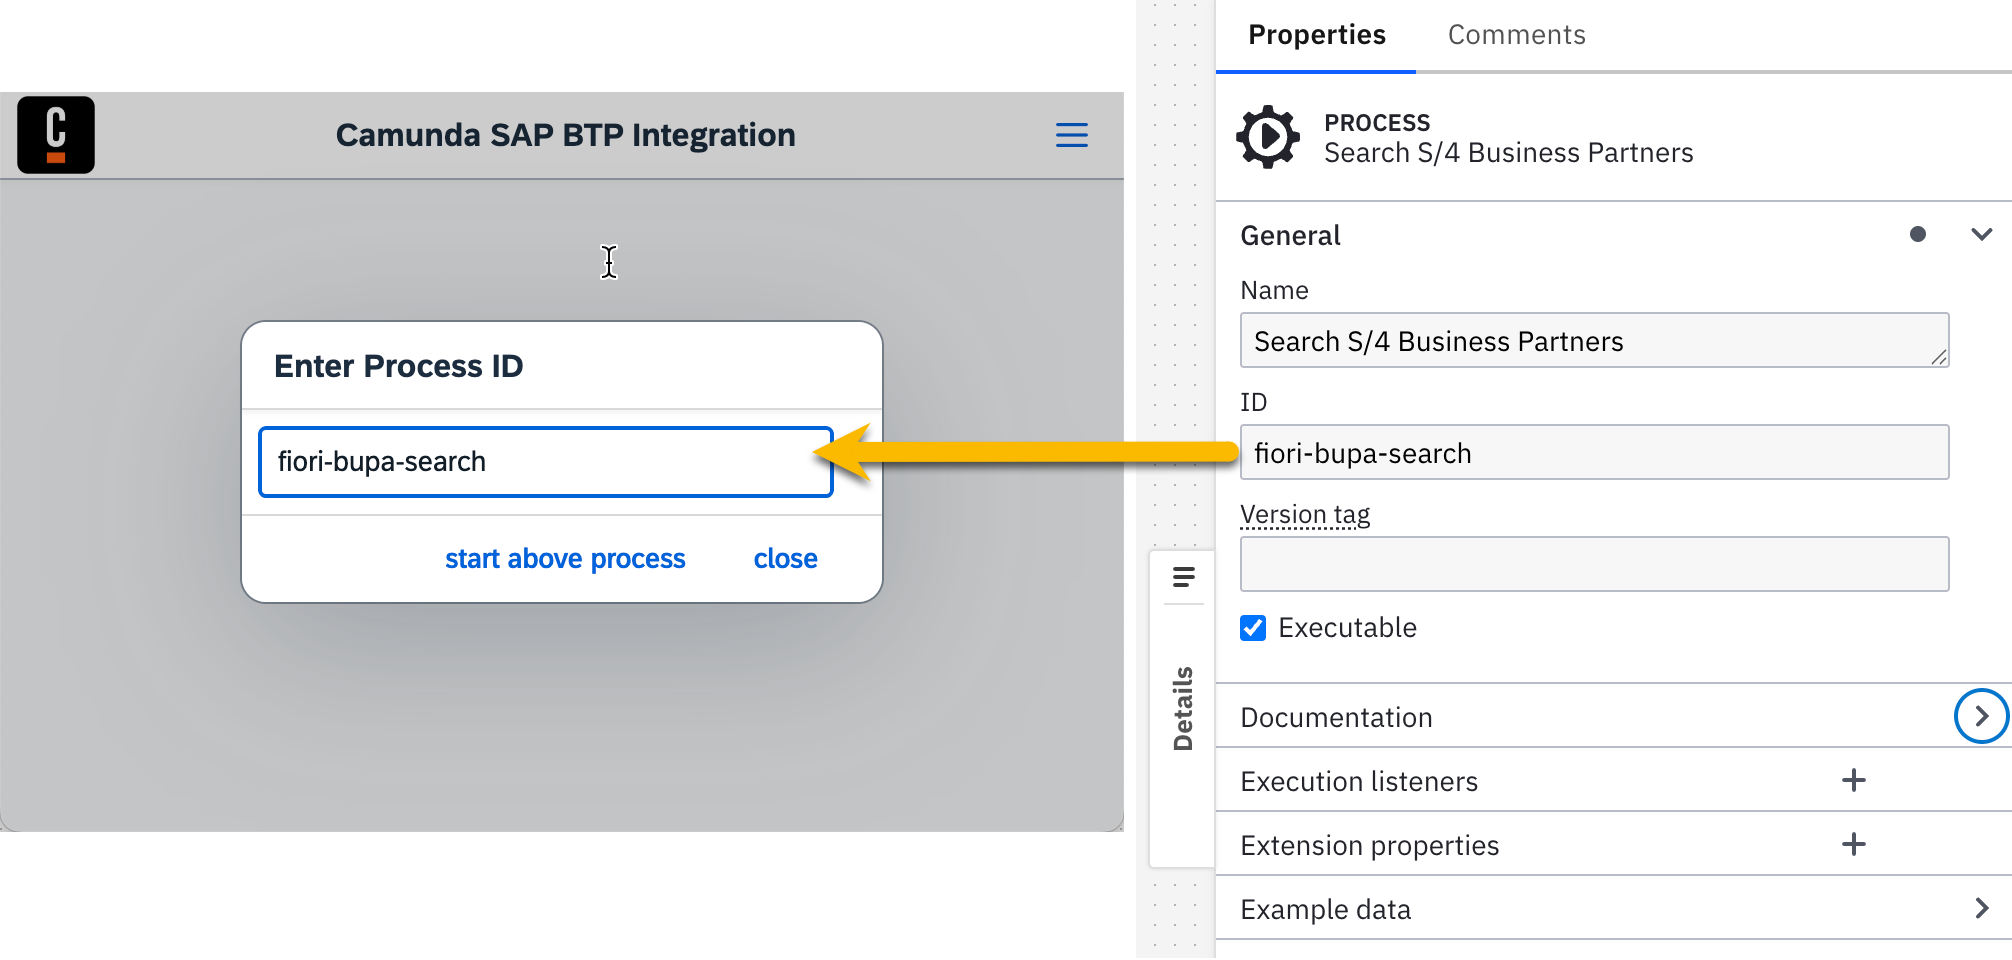 C
Camunda SAP BTP Integration
Enter Process ID
fiori-bupa-search
start above process close
Details
Properties Comments
PROCESS
Search S/4 Business Partners
General
Name
Search S/4 Business Partners
ID
fiori-bupa-search
Version tag
Executable
Documentation
Execution listeners
Extension properties
Example data